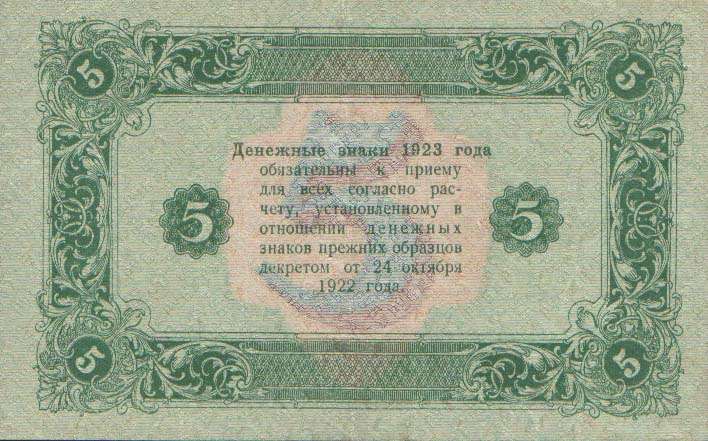 5 5
Денежные знаки 1923 года
обязательны к приему
для всех согласно рас-
чету, установленному в
5 5
отношении денежных
знаков прежних образцов
декретом от 24 октября
1922 года.
5 5